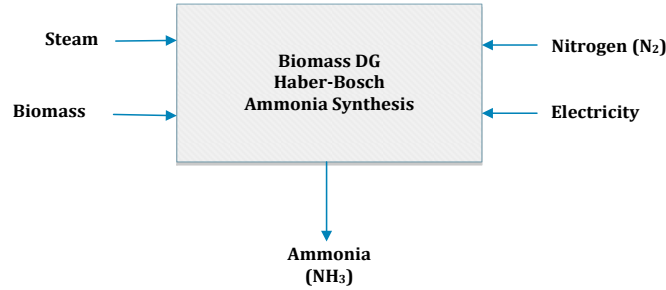 Steam
Biomass
Biomass DG
Haber-Bosch
Ammonia Synthesis
Nitrogen (N₂)
Electricity
Ammonia
(NH₃)